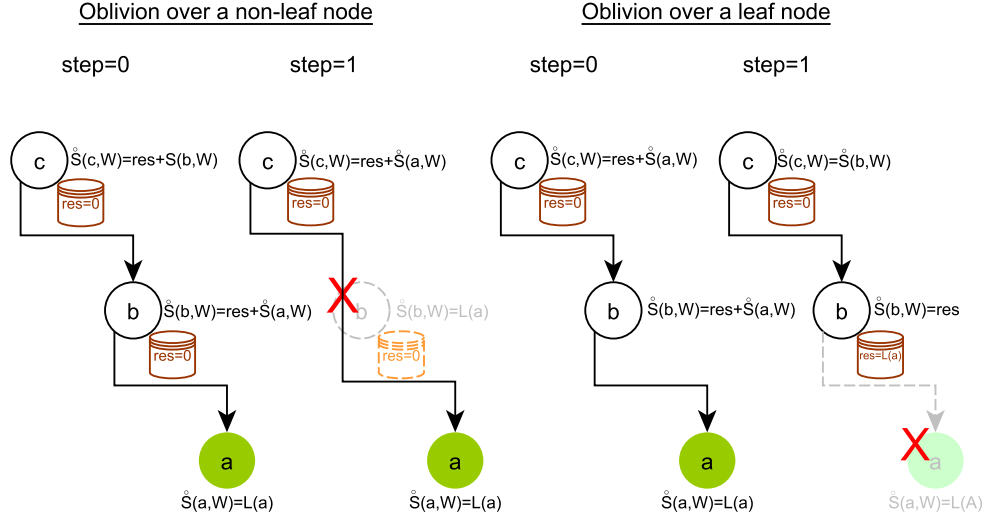 Oblivion over a non-leaf node
Oblivion over a leaf node
step=0
step=1
step=0
step=1
c
S̊(c,W)=res+S(b,W)
res=0
c
S̊(c,W)=res+S̊(a,W)
res=0
c
S̊(c,W)=res+S̊(a,W)
res=0
c
S̊(c,W)=S̊(b,W)
res=0
b
S̊(b,W)=res+S̊(a,W)
res=0
X
b
S̊(b,W)=L(a)
res=0
b
S̊(b,W)=res+S̊(a,W)
b
S̊(b,W)=res
res=L(a)
a
S̊(a,W)=L(a)
a
S̊(a,W)=L(a)
a
S̊(a,W)=L(a)
X
a
S̊(a,W)=L(A)